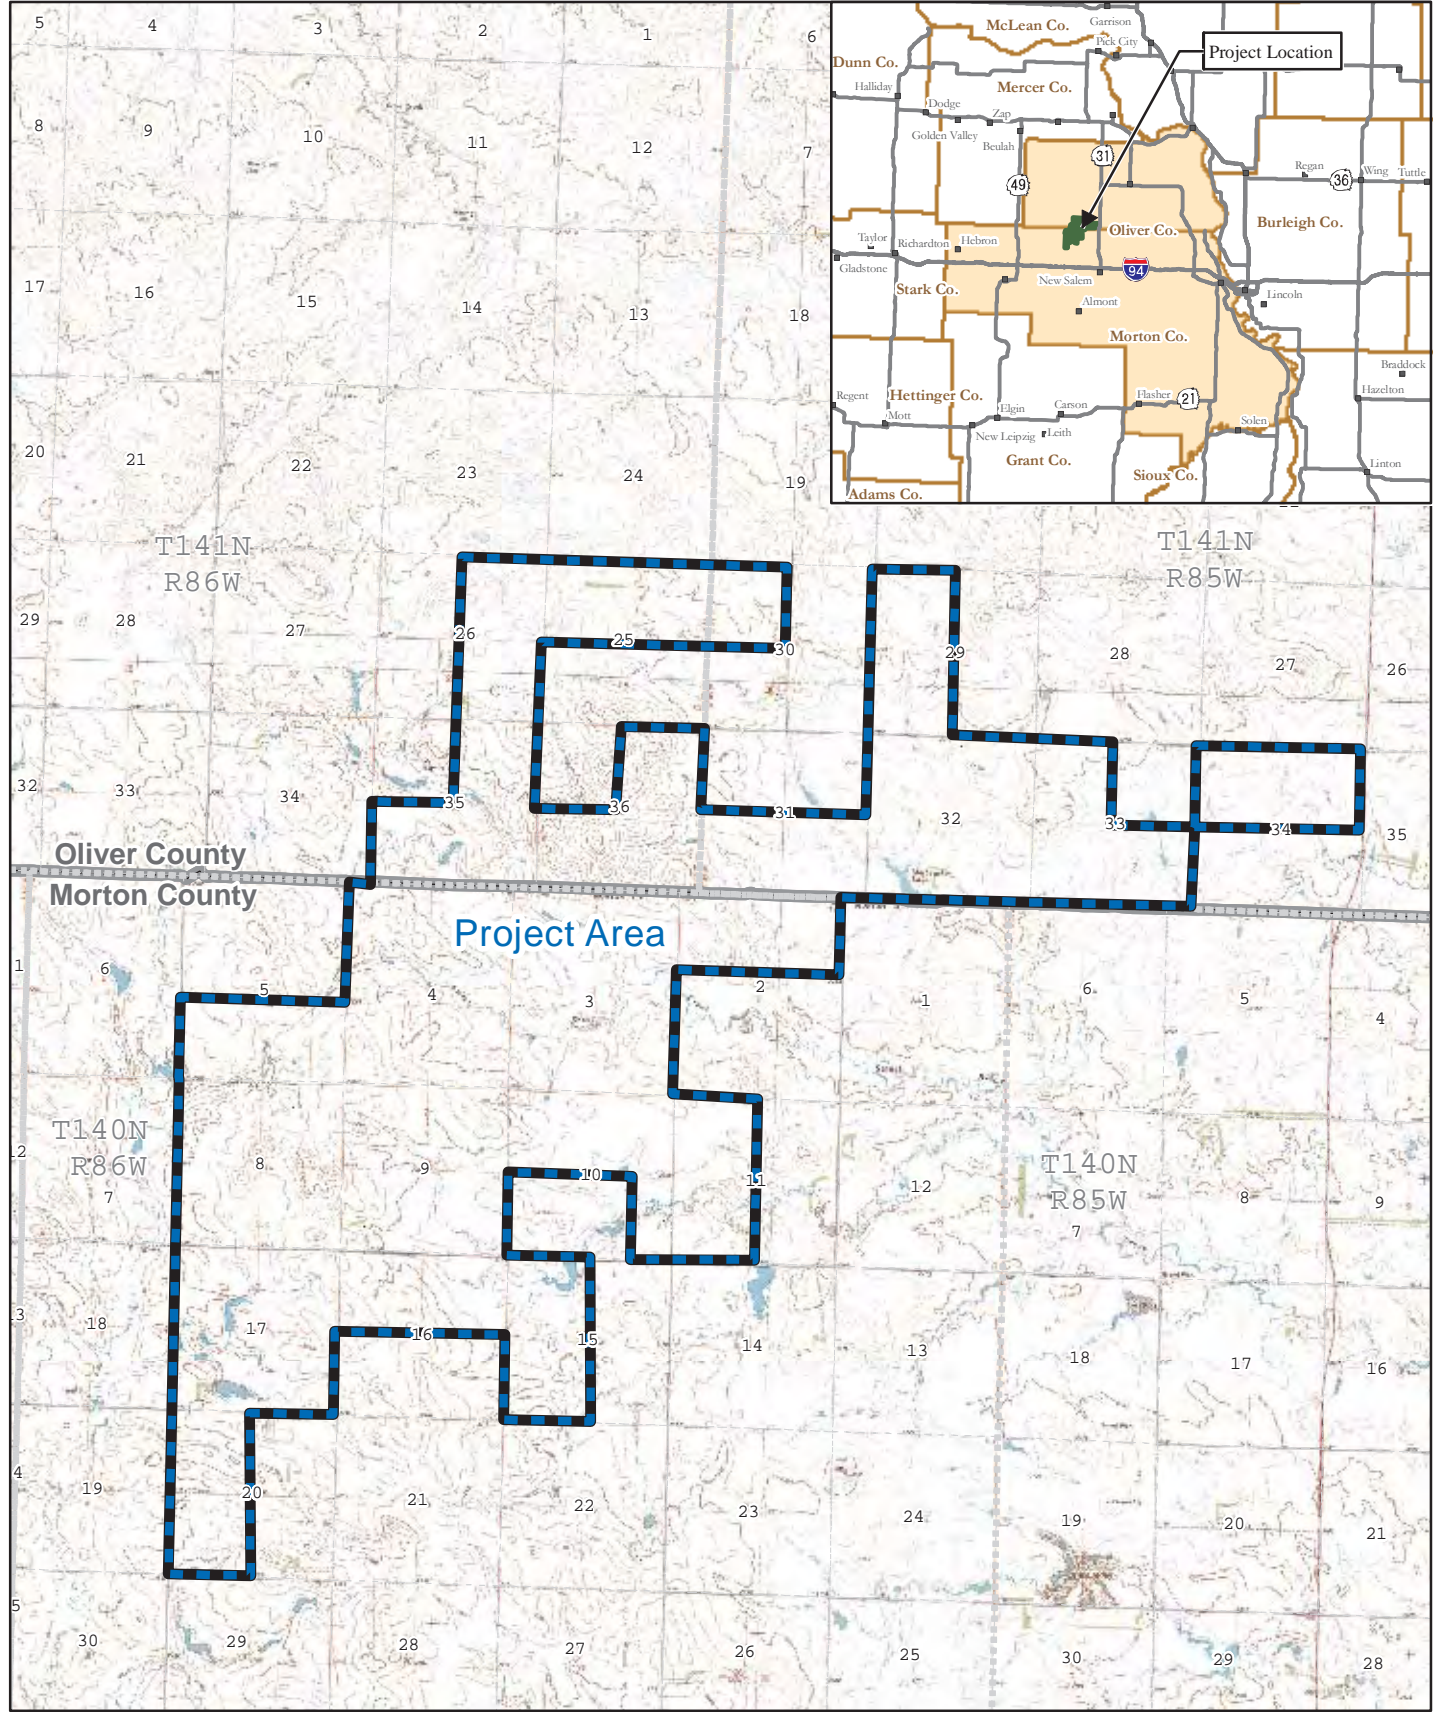 5
4
3
2
1
6
8
9
10
11
12
7
17
16
15
14
13
18
20
21
22
23
24
19
McLean Co.
Garrison
Pick City
Project Location
Dunn Co.
Halliday
Mercer Co.
Dodge
Zap
Golden Valley
Beulah
31
49
Regan
36
Wing
Tuttle
Taylor
Richardton
Hebron
Oliver Co.
Burleigh Co.
Gladstone
94
Stark Co.
New Salem
Almont
Lincoln
Morton Co.
Braddock
Regent
Hettinger Co.
Hazelton
Mott
Elgin
Carson
Flasher
21
New Leipzig
Leith
Solen
Grant Co.
Sioux Co.
Linton
Adams Co.
T141N
R86W
T141N
R85W
29
28
27
26
25
30
29
28
27
26
32
33
34
35
36
31
32
33
34
35
Oliver County
Morton County
Project Area
1
6
5
4
3
2
1
6
5
4
T140N
R86W
T140N
R85W
12
7
8
9
10
11
12
7
8
9
3
18
17
16
15
14
13
18
17
16
4
19
20
21
22
23
24
19
20
21
5
30
29
28
27
26
25
30
29
28